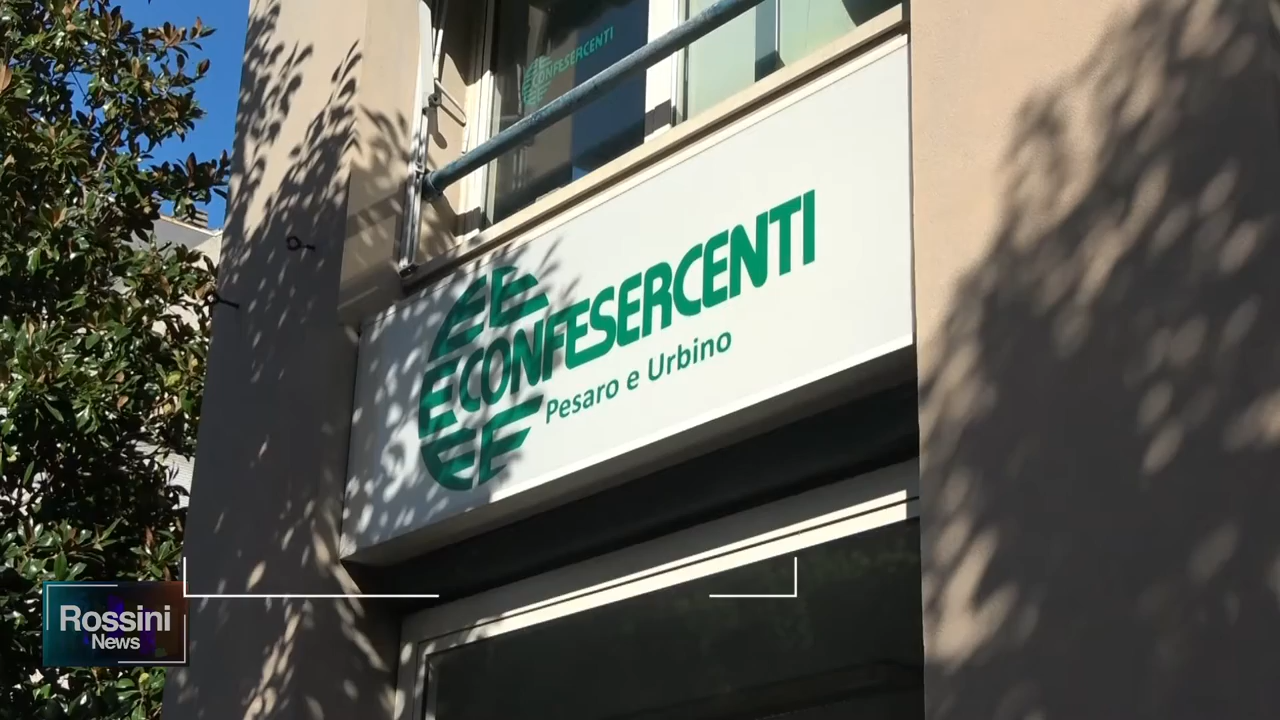 CONFESERCENTI
CONFESERCENTI
Pesaro e Urbino
Rossini
News